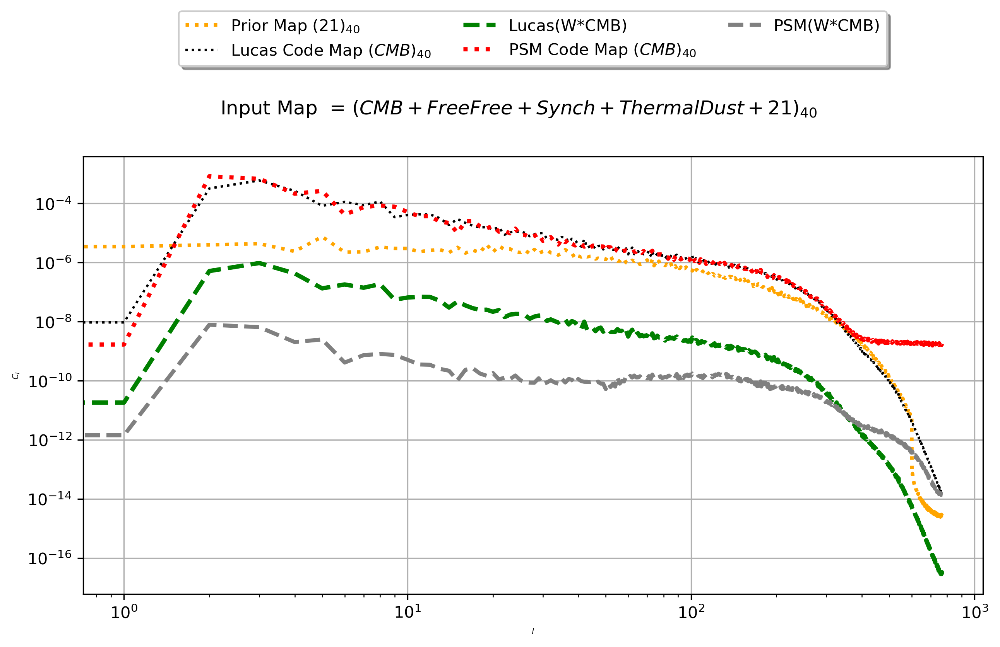 Prior Map (21)₄₀ Lucas(W*CMB) PSM(W*CMB)
Lucas Code Map (CMB)₄₀ PSM Code Map (CMB)₄₀
Input Map = (CMB + FreeFree + Synch + ThermalDust + 21)₄₀
10⁻⁴
10⁻⁶
10⁻⁸
10⁻¹⁰
10⁻¹²
10⁻¹⁴
10⁻¹⁶
C_l
10⁰ 10¹ 10² 10³
l